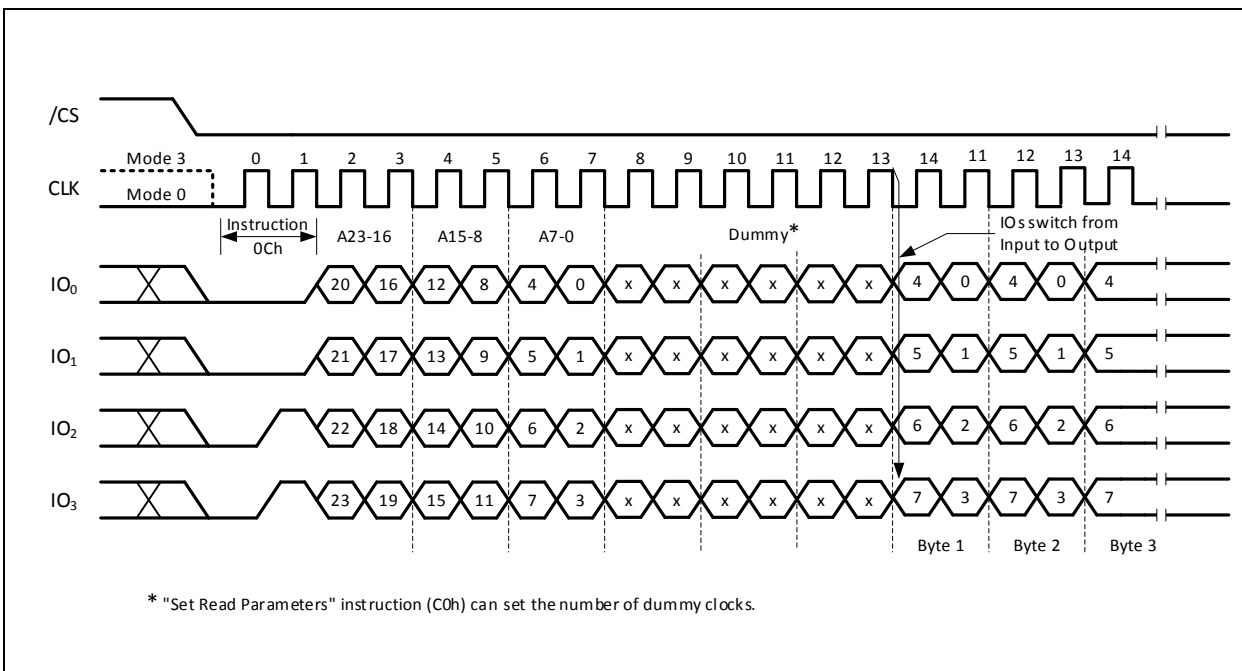 /CS
Mode 3 0 1 2 3 4 5 6 7 8 9 10 11 12 13 14 11 12 13 14
CLK
Mode 0
Instruction
0Ch
A23-16 A15-8 A7-0 Dummy*
IOs switch from
Input to Output
IO₀ 20 16 12 8 4 0 x x x x x x 4 0 4 0 4
IO₁ 21 17 13 9 5 1 x x x x x x 5 1 5 1 5
IO₂ 22 18 14 10 6 2 x x x x x x 6 2 6 2 6
IO₃ 23 19 15 11 7 3 x x x x x x 7 3 7 3 7
Byte 1 Byte 2 Byte 3
* "Set Read Parameters" instruction (C0h) can set the number of dummy clocks.